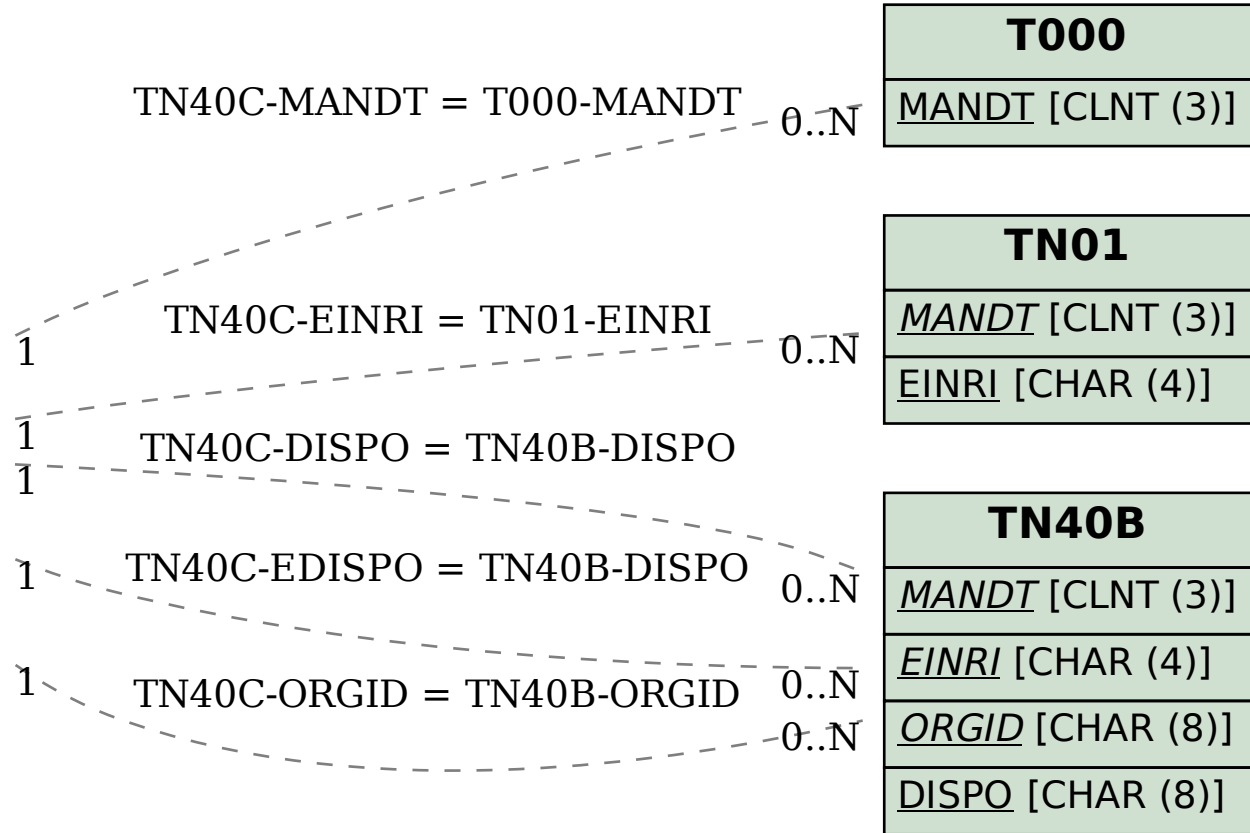 T000
MANDT [CLNT (3)]
TN40C-MANDT = T000-MANDT
0..N
TN01
MANDT [CLNT (3)]
EINRI [CHAR (4)]
TN40C-EINRI = TN01-EINRI
0..N
1
1
TN40C-DISPO = TN40B-DISPO
1
TN40B
MANDT [CLNT (3)]
EINRI [CHAR (4)]
ORGID [CHAR (8)]
DISPO [CHAR (8)]
TN40C-EDISPO = TN40B-DISPO
0..N
1
TN40C-ORGID = TN40B-ORGID
0..N
1
0..N